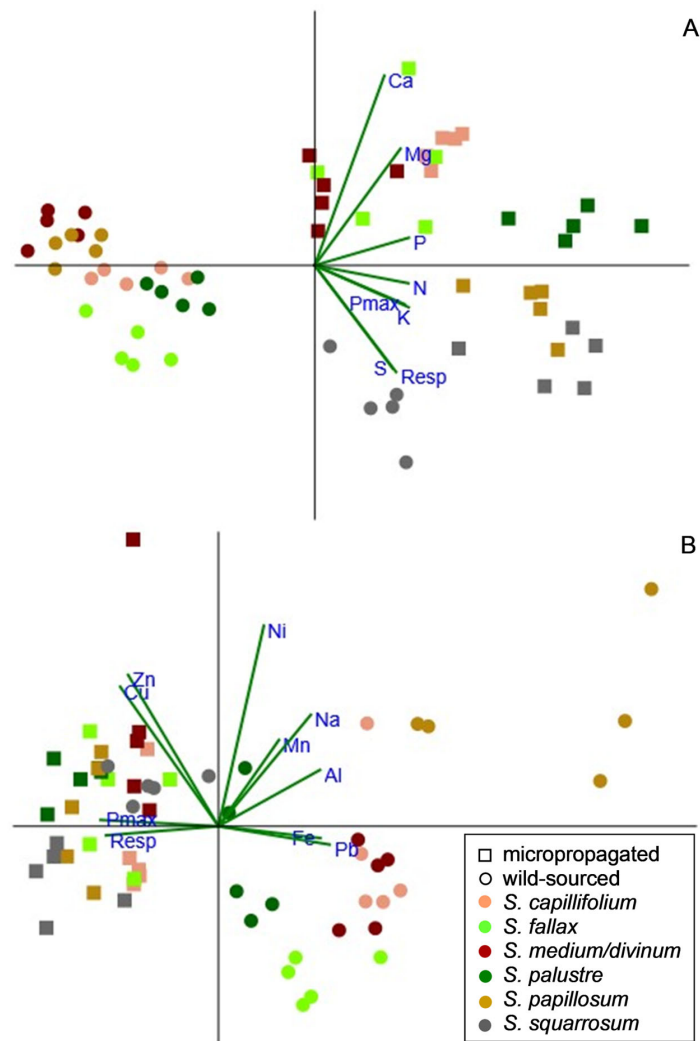 A
Ca
Mg
P
N
Pmax
K
S
Resp
B
Ni
Zn
Cu
Na
Mn
Al
Pmax
Fe
Resp
Pb
micropropagated
wild-sourced
S. capillifolium
S. fallax
S. medium/divinum
S. palustre
S. papillosum
S. squarrosum